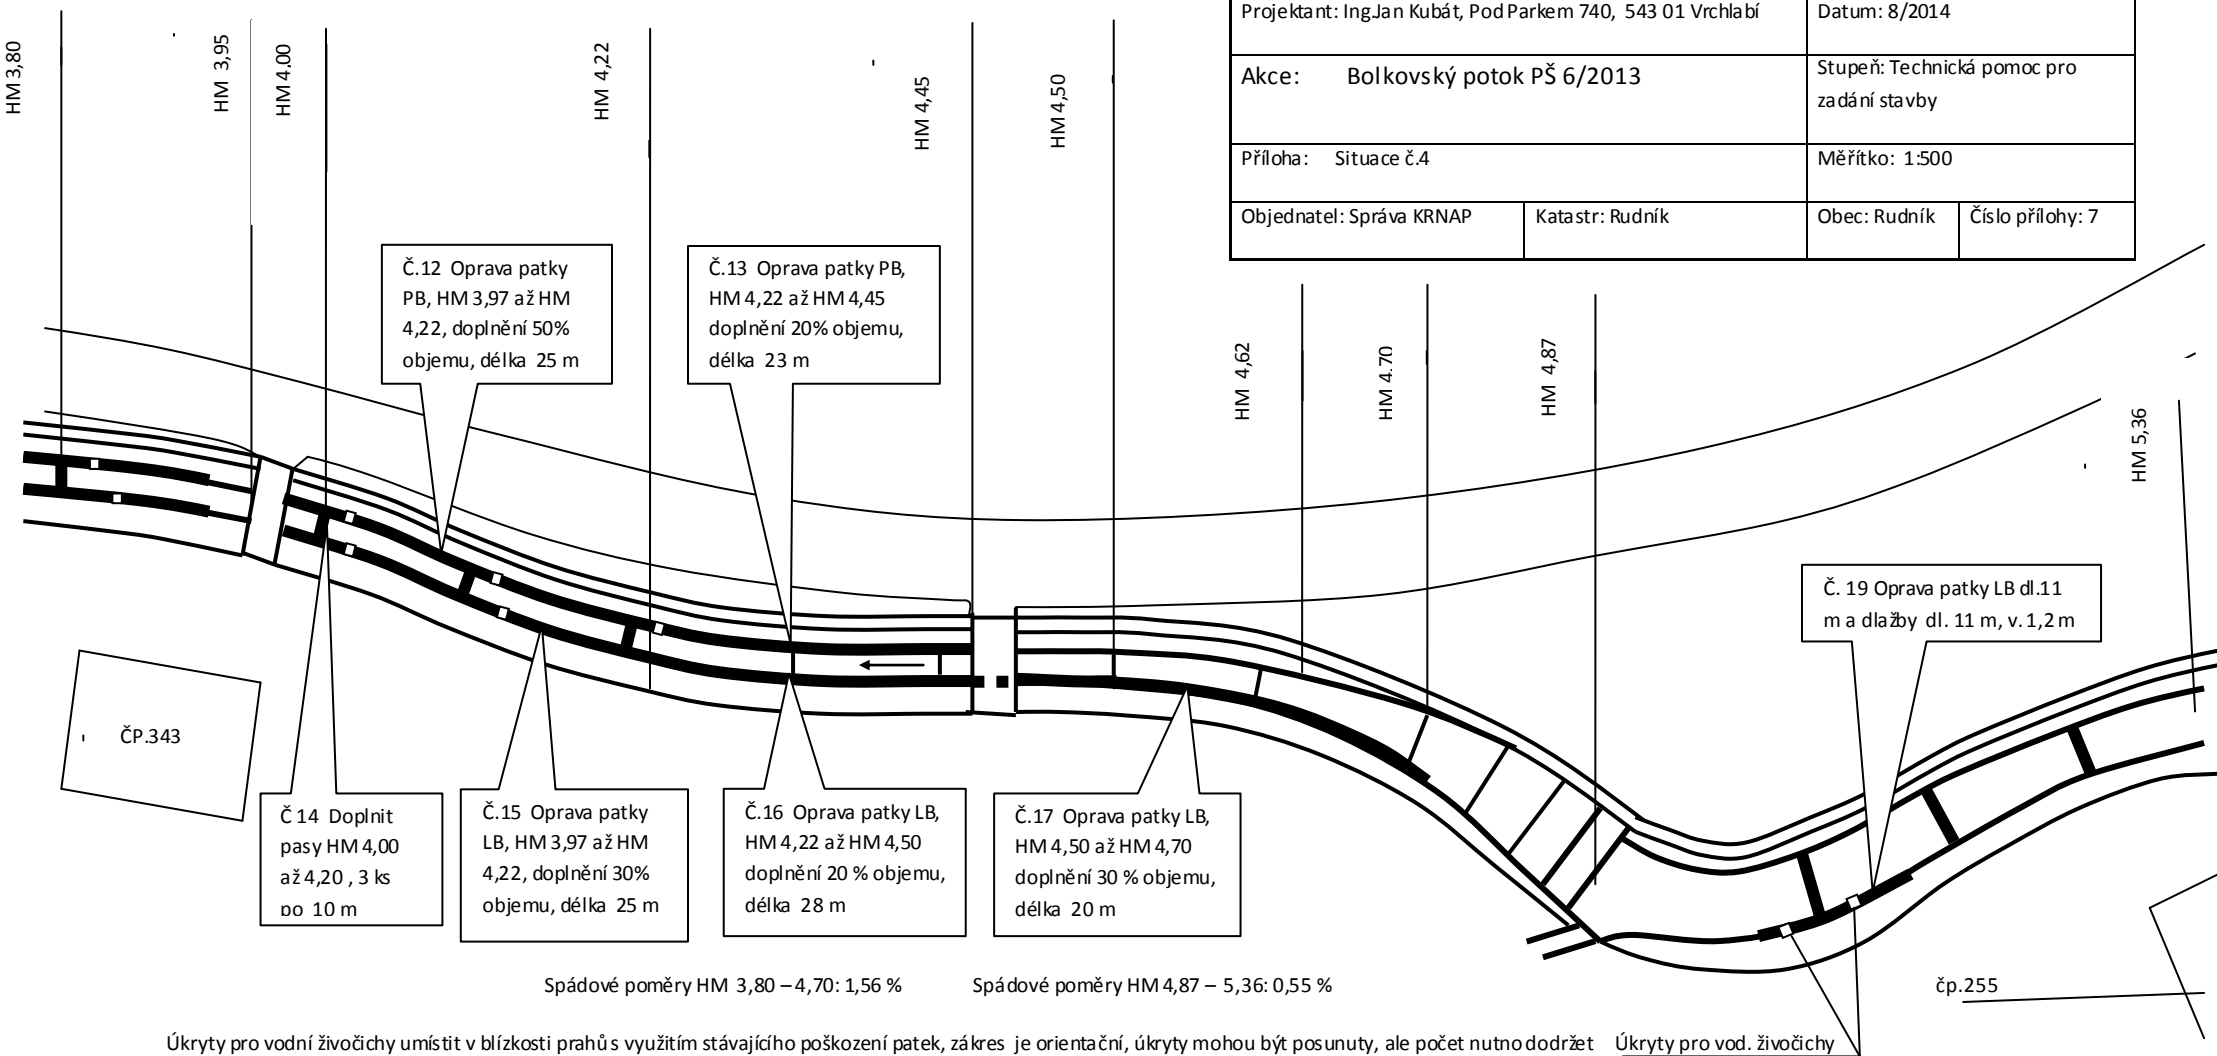 HM 3,80
HM 3,95
HM 4.00
HM 4,22
HM 4,45
HM 4,50
Projektant: Ing.Jan Kubát, Pod Parkem 740, 543 01 Vrchlabí
Datum: 8/2014
Akce: Bolkovský potok PŠ 6/2013
Stupeň: Technická pomoc pro
zadání stavby
Příloha: Situace č.4
Měřítko: 1:500
Objednatel: Správa KRNAP
Katastr: Rudník
Obec: Rudník
Číslo přílohy: 7
Č.12 Oprava patky
PB, HM 3,97 až HM
4,22, doplnění 50%
objemu, délka 25 m
Č.13 Oprava patky PB,
HM 4,22 až HM 4,45
doplnění 20% objemu,
délka 23 m
HM 4,62
HM 4.70
HM 4,87
HM 5,36
Č. 19 Oprava patky LB dl.11
m a dlažby dl. 11 m, v. 1,2 m
ČP.343
Č 14 Doplnit
pasy HM 4,00
až 4,20 , 3 ks
po 10 m
Č.15 Oprava patky
LB, HM 3,97 až HM
4,22, doplnění 30%
objemu, délka 25 m
Č.16 Oprava patky LB,
HM 4,22 až HM 4,50
doplnění 20 % objemu,
délka 28 m
Č.17 Oprava patky LB,
HM 4,50 až HM 4,70
doplnění 30 % objemu,
délka 20 m
Spádové poměry HM 3,80 – 4,70: 1,56 %
Spádové poměry HM 4,87 – 5,36: 0,55 %
čp.255
Úkryty pro vodní živočichy umístit v blízkosti prahů s využitím stávajícího poškození patek, zákres je orientační, úkryty mohou být posunuty, ale počet nutno dodržet
Úkryty pro vod. živočichy